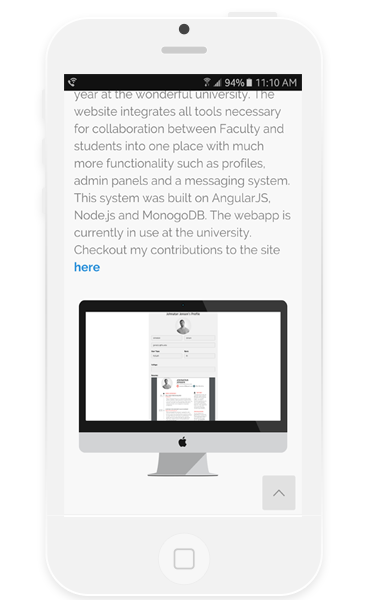 94% 11:10 AM
year at the wonderful university. The
website integrates all tools necessary
for collaboration between Faculty and
students into one place with much
more functionality such as profiles,
admin panels and a messaging system.
This system was built on AngularJS,
Node.js and MonogoDB. The webapp is
currently in use at the university.
Checkout my contributions to the site
here